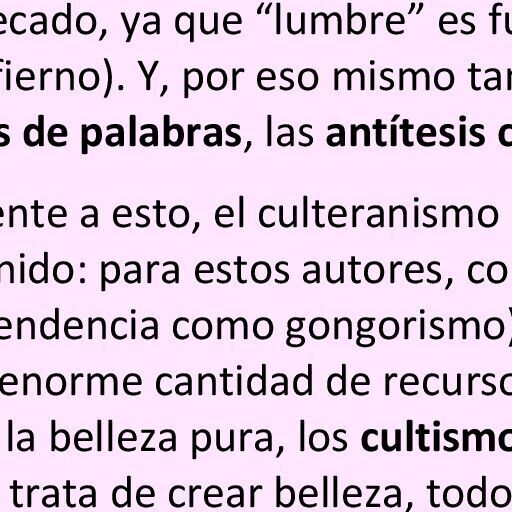 ecado, ya que “lumbre” es fu
fierno). Y, por eso mismo tan
s de palabras, las antítesis c
ente a esto, el culteranismo
nido: para estos autores, co
endencia como gongorismo)
enorme cantidad de recurso
la belleza pura, los cultismo
trata de crear belleza, todo